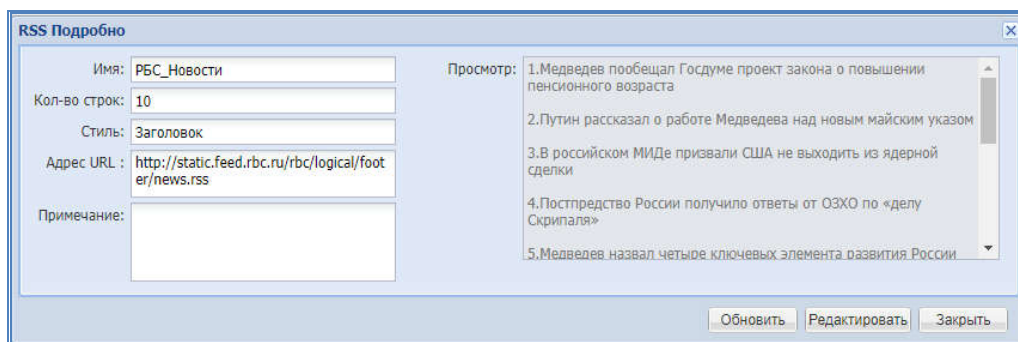 RSS Подробно
Имя: РБС_Новости
Кол-во строк: 10
Стиль: Заголовок
Адрес URL : http://static.feed.rbc.ru/rbc/logical/foot
er/news.rss
Примечание:
Просмотр: 1.Медведев пообещал Госдуме проект закона о повышении
пенсионного возраста
2.Путин рассказал о работе Медведева над новым майским указом
3.В российском МИДе призвали США не выходить из ядерной
сделки
4.Постпредство России получило ответы от ОЗХО по «делу
Скрипаля»
5.Медведев назвал четыре ключевых элемента развития России
Обновить Редактировать Закрыть